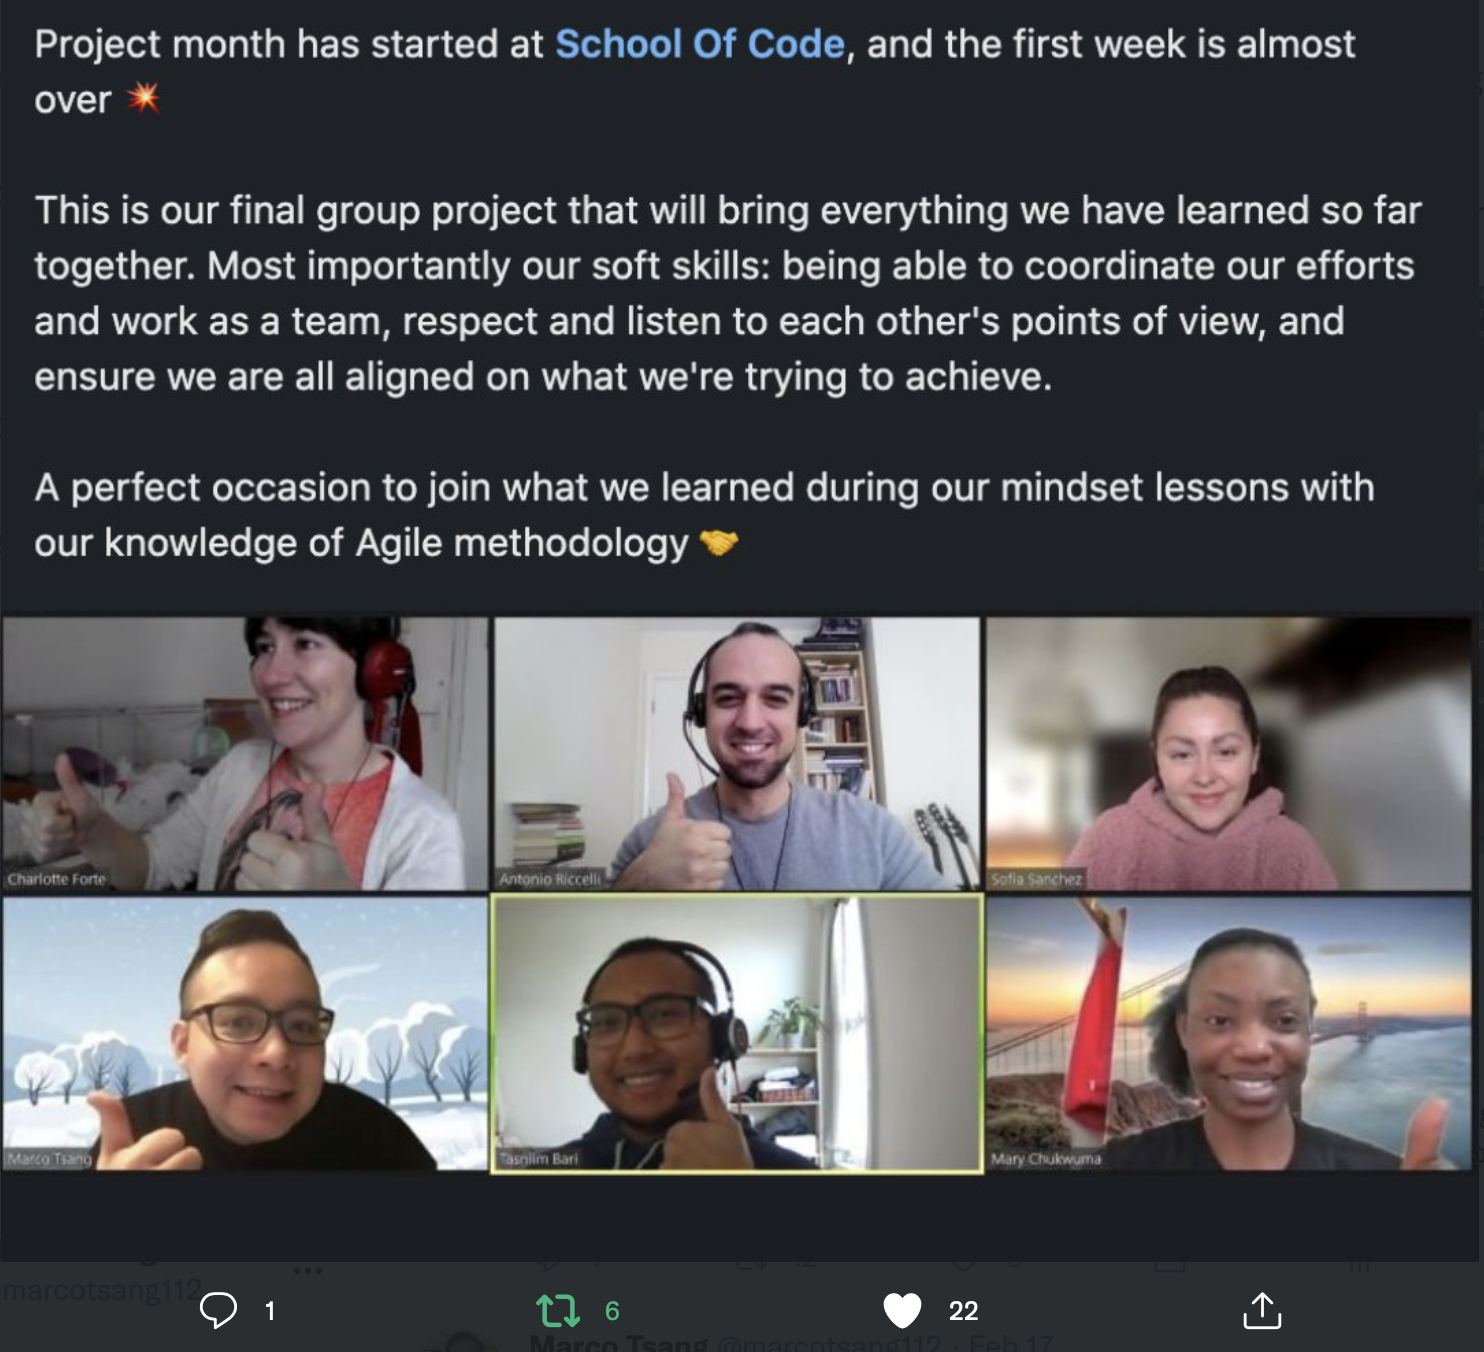 Project month has started at School Of Code, and the first week is almost
over 💥
This is our final group project that will bring everything we have learned so far
together. Most importantly our soft skills: being able to coordinate our efforts
and work as a team, respect and listen to each other's points of view, and
ensure we are all aligned on what we're trying to achieve.
A perfect occasion to join what we learned during our mindset lessons with
our knowledge of Agile methodology 🤝
Charlotte Forte
Antonio Riccelli
Sofia Sanchez
Marco Tsang
Tasnlim Bari
Mary Chukwuma
marcotsang112
1
6
22
Marco Tsang @marcotsang112 · Feb 17